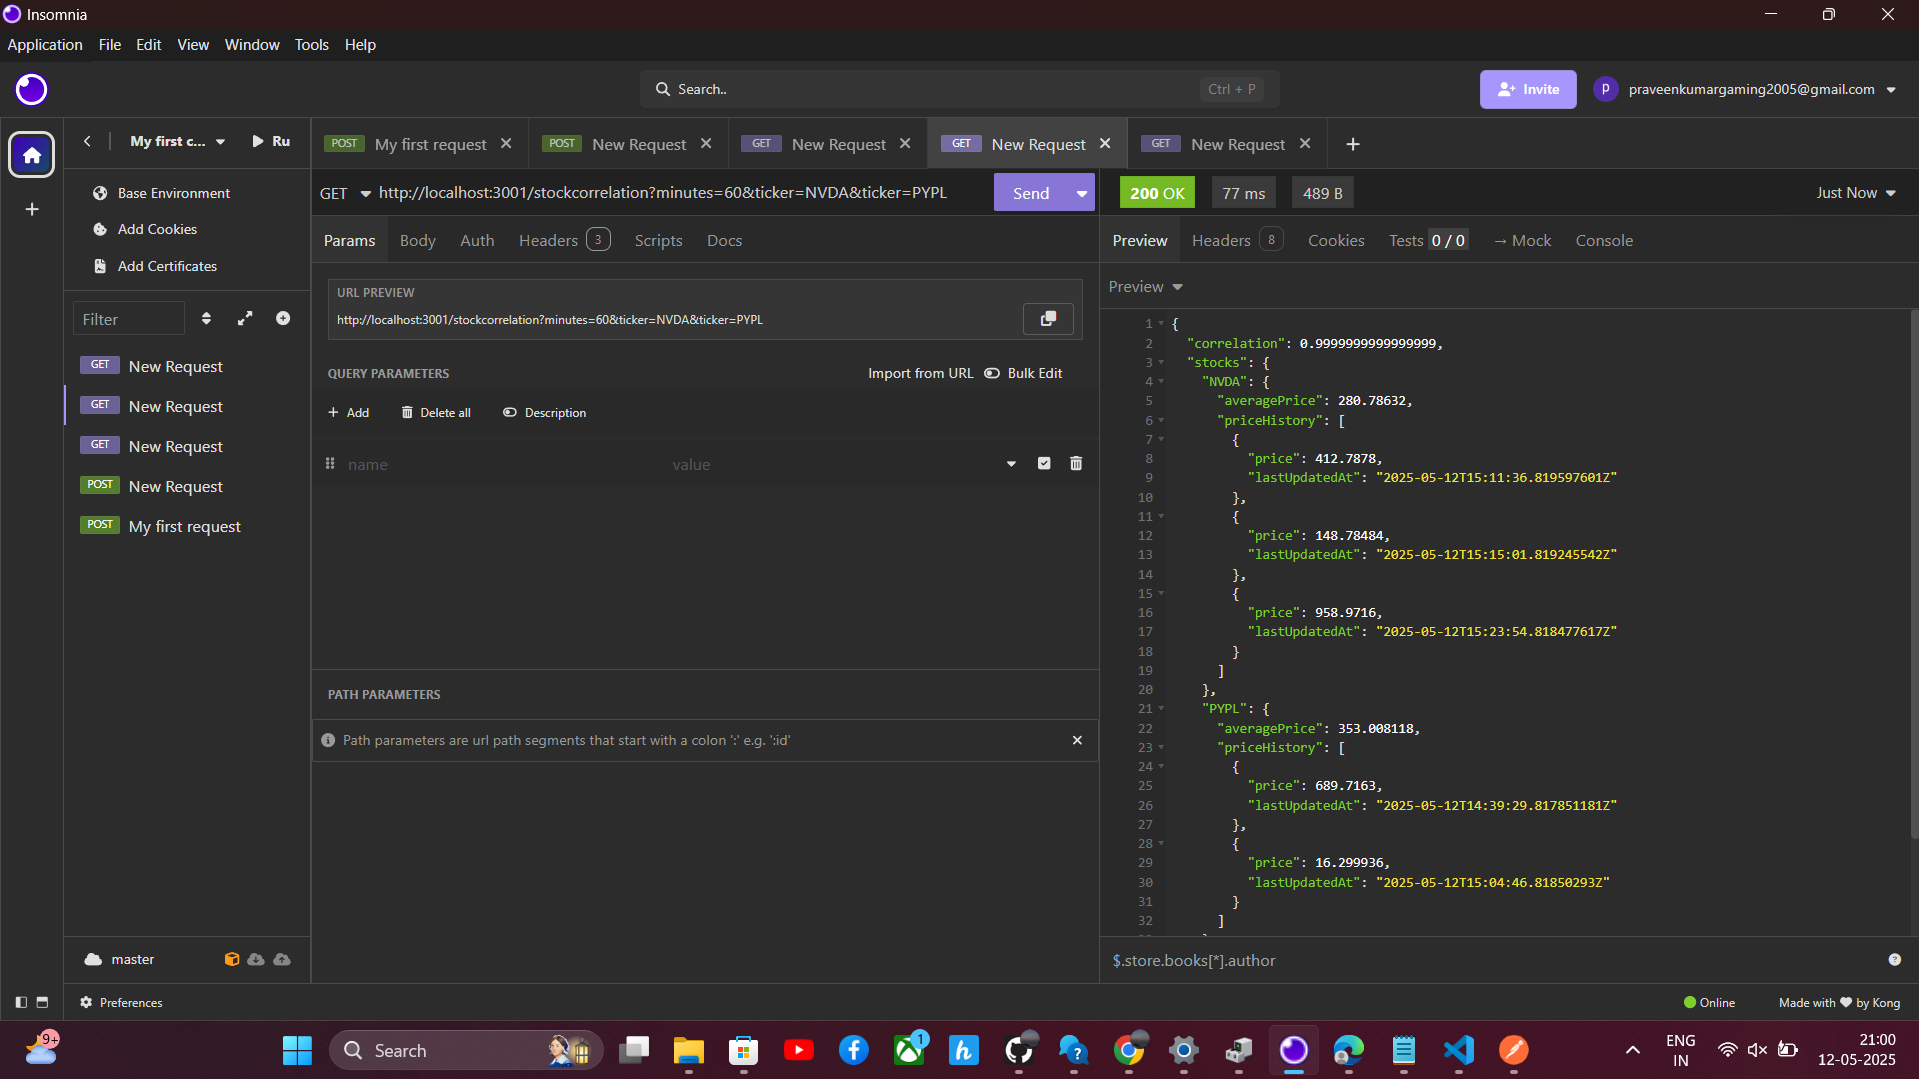 Insomnia
Application File Edit View Window Tools Help
Search.. Ctrl + P
Invite
p praveenkumargaming2005@gmail.com
My first c... Ru
POST My first request
POST New Request
GET New Request
GET New Request
GET New Request
Base Environment
Add Cookies
Add Certificates
Filter
GET New Request
GET New Request
GET New Request
POST New Request
POST My first request
master
Preferences
GET http://localhost:3001/stockcorrelation?minutes=60&ticker=NVDA&ticker=PYPL Send
Params Body Auth Headers 3 Scripts Docs
URL PREVIEW
http://localhost:3001/stockcorrelation?minutes=60&ticker=NVDA&ticker=PYPL
QUERY PARAMETERS Import from URL Bulk Edit
+ Add Delete all Description
name value
PATH PARAMETERS
Path parameters are url path segments that start with a colon ':' e.g. ':id'
200 OK 77 ms 489 B Just Now
Preview Headers 8 Cookies Tests 0 / 0 → Mock Console
Preview
1 {
2 "correlation": 0.9999999999999999,
3 "stocks": {
4 "NVDA": {
5 "averagePrice": 280.78632,
6 "priceHistory": [
7 {
8 "price": 412.7878,
9 "lastUpdatedAt": "2025-05-12T15:11:36.819597601Z"
10 },
11 {
12 "price": 148.78484,
13 "lastUpdatedAt": "2025-05-12T15:15:01.819245542Z"
14 },
15 {
16 "price": 958.9716,
17 "lastUpdatedAt": "2025-05-12T15:23:54.818477617Z"
18 }
19 ]
20 },
21 "PYPL": {
22 "averagePrice": 353.008118,
23 "priceHistory": [
24 {
25 "price": 689.7163,
26 "lastUpdatedAt": "2025-05-12T14:39:29.817851181Z"
27 },
28 {
29 "price": 16.299936,
30 "lastUpdatedAt": "2025-05-12T15:04:46.81850293Z"
31 }
32 ]
$.store.books[*].author
Online Made with by Kong
9+
Search
1
ENG
IN
21:00
12-05-2025